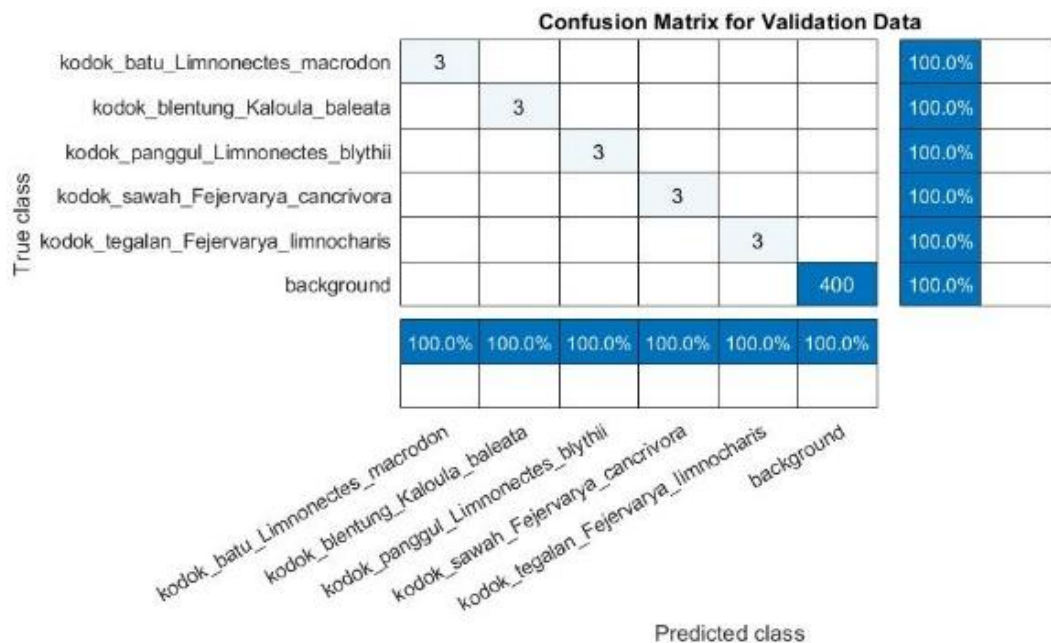 Confusion Matrix for Validation Data
kodok_batu_Limnonectes_macrodon 3 100.0%
kodok_blentung_Kaloula_baleata 3 100.0%
kodok_panggul_Limnonectes_blythii 3 100.0%
kodok_sawah_Fejervarya_cancrivora 3 100.0%
kodok_tegalan_Fejervarya_limnocharis 3 100.0%
background 400 100.0%
True class
100.0% 100.0% 100.0% 100.0% 100.0% 100.0%
kodok_batu_Limnonectes_macrodon
kodok_blentung_Kaloula_baleata
kodok_panggul_Limnonectes_blythii
kodok_sawah_Fejervarya_cancrivora
kodok_tegalan_Fejervarya_limnocharis
background
Predicted class